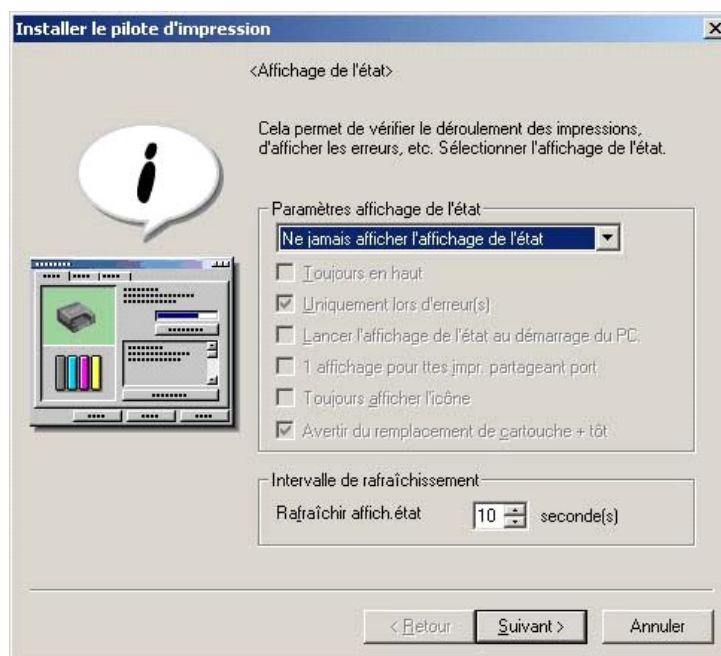 Installer le pilote d'impression
<Affichage de l'état>
Cela permet de vérifier le déroulement des impressions,
d'afficher les erreurs, etc. Sélectionner l'affichage de l'état.
Paramètres affichage de l'état
Ne jamais afficher l'affichage de l'état
Toujours en haut
Uniquement lors d'erreur(s)
Lancer l'affichage de l'état au démarrage du PC.
1 affichage pour ttes impr. partageant port
Toujours afficher l'icône
Avertir du remplacement de cartouche + tôt
Intervalle de rafraîchissement
Rafraîchir affich.état 10 seconde(s)
< Retour Suivant > Annuler